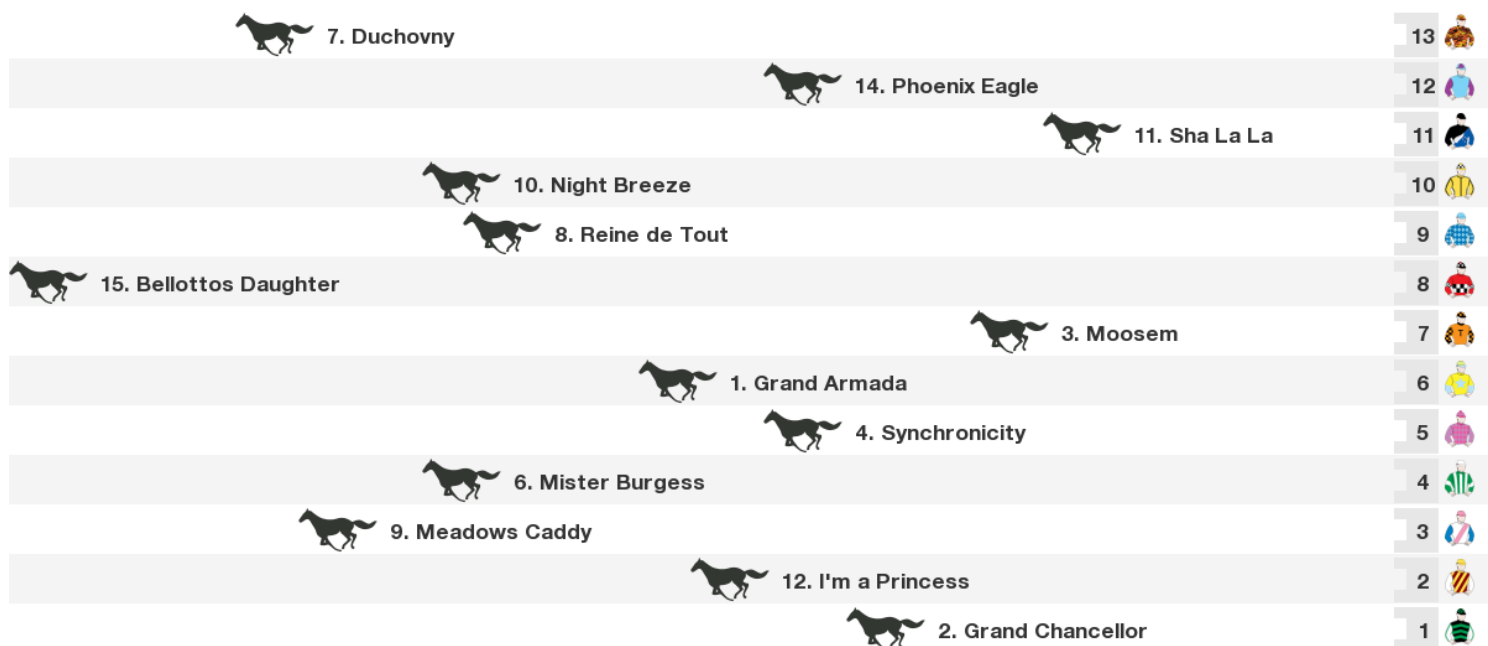 7. Duchovny 13
14. Phoenix Eagle 12
11. Sha La La 11
10. Night Breeze 10
8. Reine de Tout 9
15. Bellottos Daughter 8
3. Moosem 7
1. Grand Armada 6
4. Synchronicity 5
6. Mister Burgess 4
9. Meadows Caddy 3
12. I'm a Princess 2
2. Grand Chancellor 1